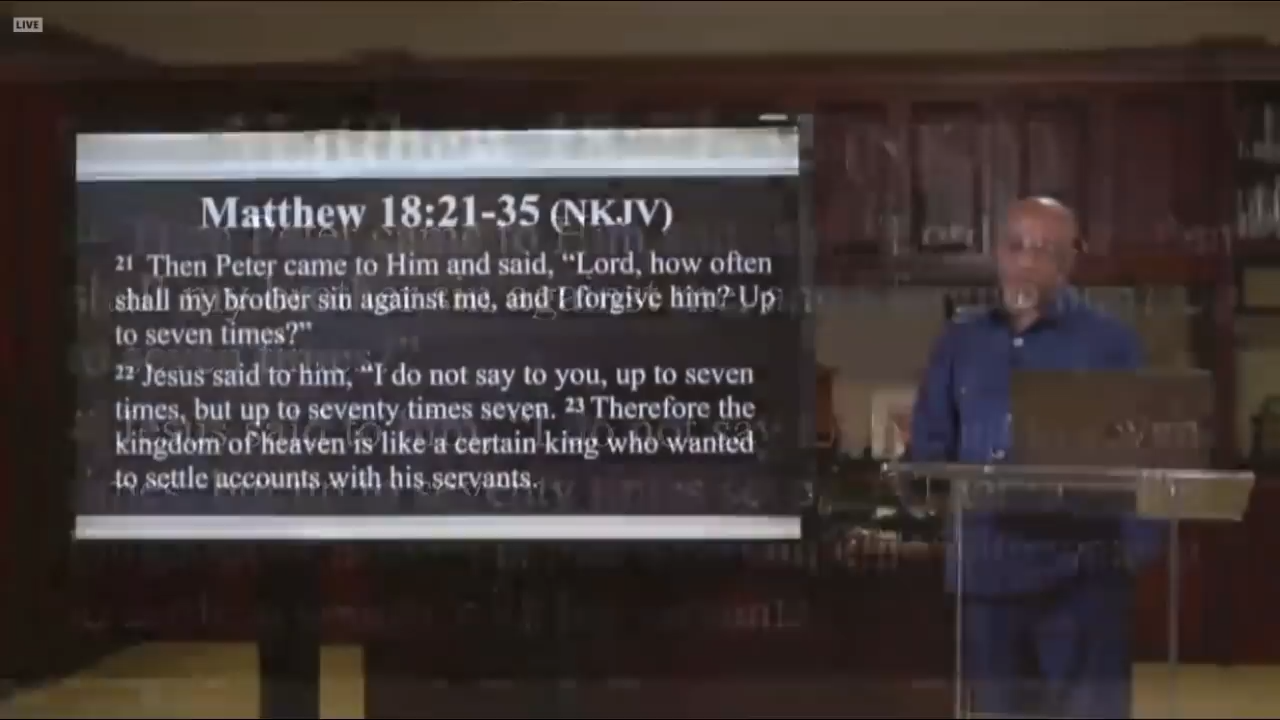 LIVE
Matthew 18:21-35 (NKJV)
21 Then Peter came to Him and said, “Lord, how often
shall my brother sin against me, and I forgive him? Up
to seven times?”
22 Jesus said to him, “I do not say to you, up to seven
times, but up to seventy times seven. 23 Therefore the
kingdom of heaven is like a certain king who wanted
to settle accounts with his servants.